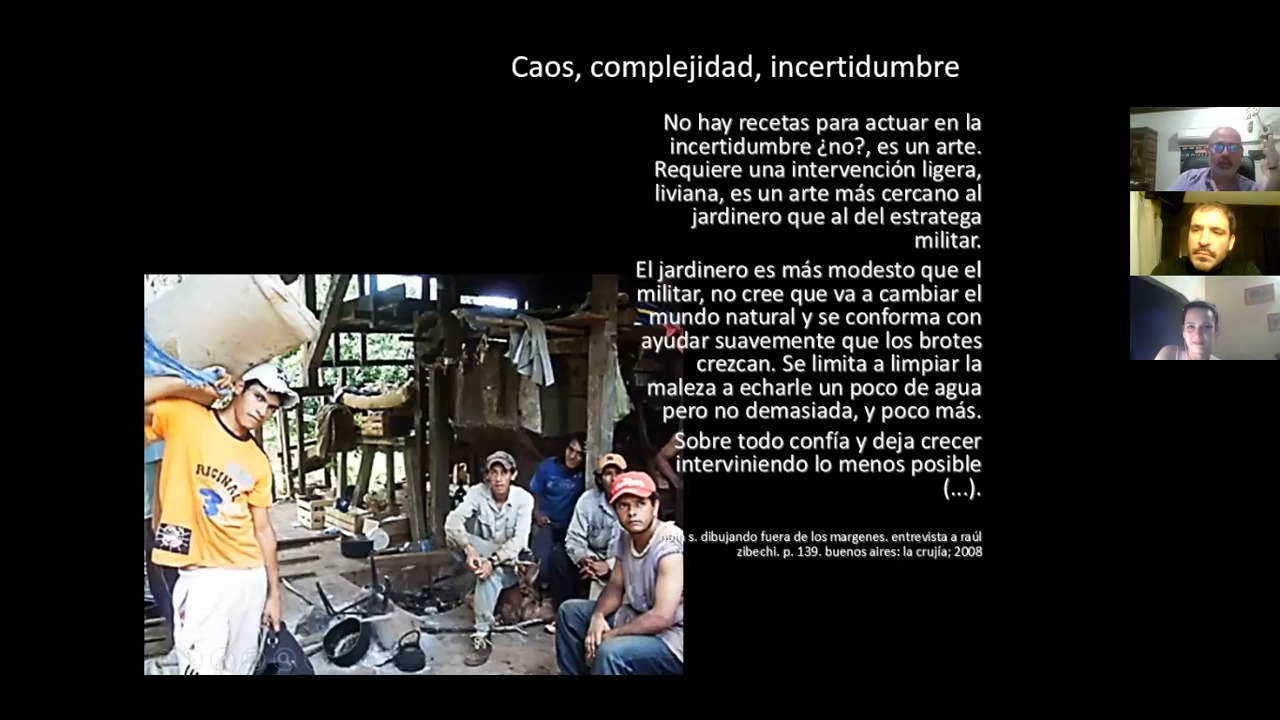 Caos, complejidad, incertidumbre
No hay recetas para actuar en la
incertidumbre ¿no?, es un arte.
Requiere una intervención ligera,
liviana, es un arte más cercano al
jardinero que al del estratega
militar.
El jardinero es más modesto que el
militar, no cree que va a cambiar el
mundo natural y se conforma con
ayudar suavemente que los brotes
crezcan. Se limita a limpiar la
maleza a echarle un poco de agua
pero no demasiada, y poco más.
Sobre todo confía y deja crecer
interviniendo lo menos posible
(...).
s. dibujando fuera de los margenes. entrevista a raúl
zibechi. p. 139. buenos aires: la crujía; 2008
RIGINAL
3